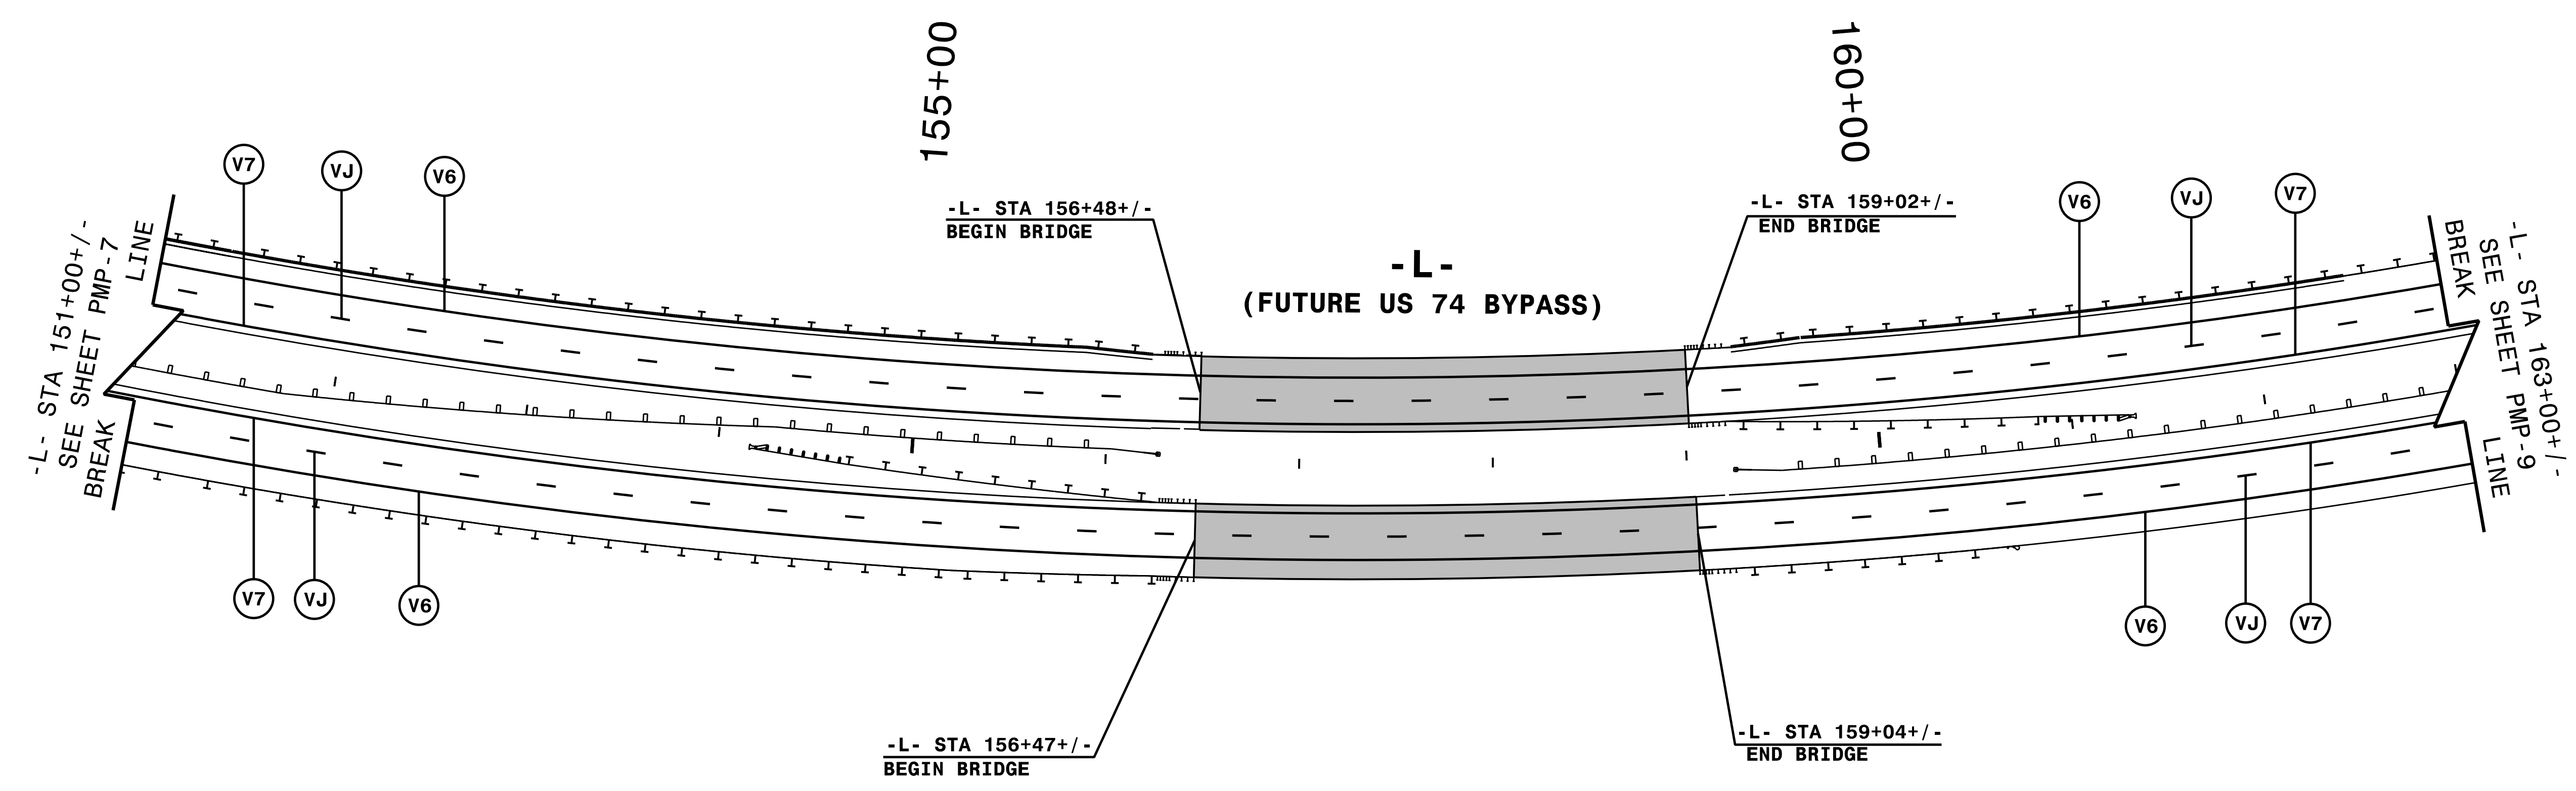 155+00
160+00
V7
VJ
V6
-L- STA 156+48+/-
BEGIN BRIDGE
-L- STA 159+02+/-
END BRIDGE
V6
VJ
V7
-L- STA 151+00+/-
SEE SHEET PMP-7
BREAK LINE
-L-
(FUTURE US 74 BYPASS)
BREAK LINE
SEE SHEET PMP-9
-L- STA 163+00+/-
V7
VJ
V6
V6
VJ
V7
-L- STA 156+47+/-
BEGIN BRIDGE
-L- STA 159+04+/-
END BRIDGE